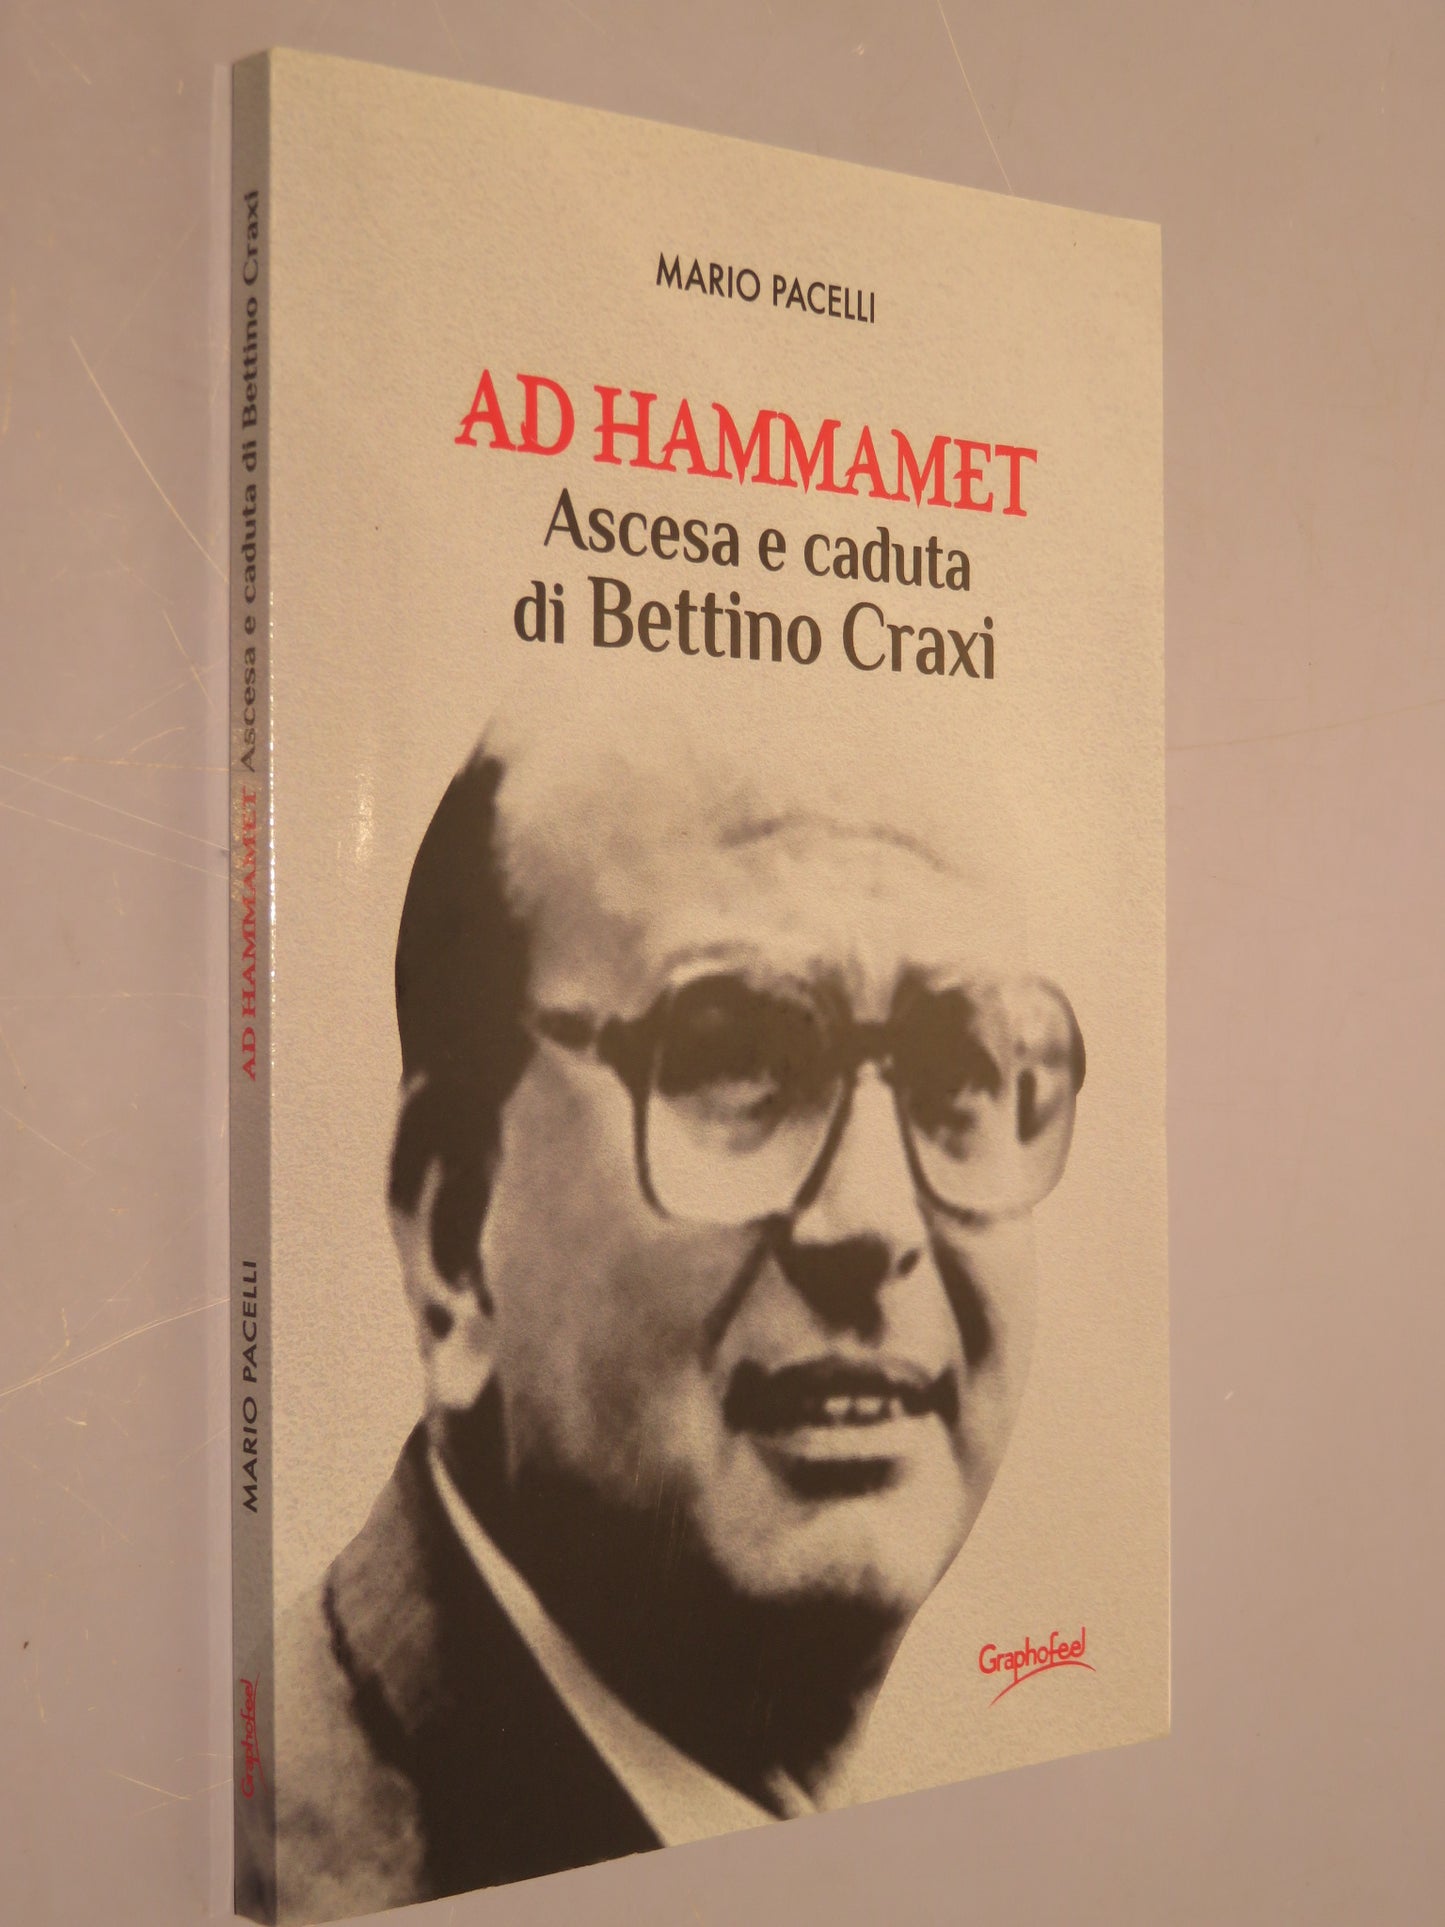 MARIO PACELLI
AD HAMMAMET
Ascesa e caduta
di Bettino Craxi
Graphofeel
MARIO PACELLI AD HAMMAMET Ascesa e caduta di Bettino Craxi
Graphofeel